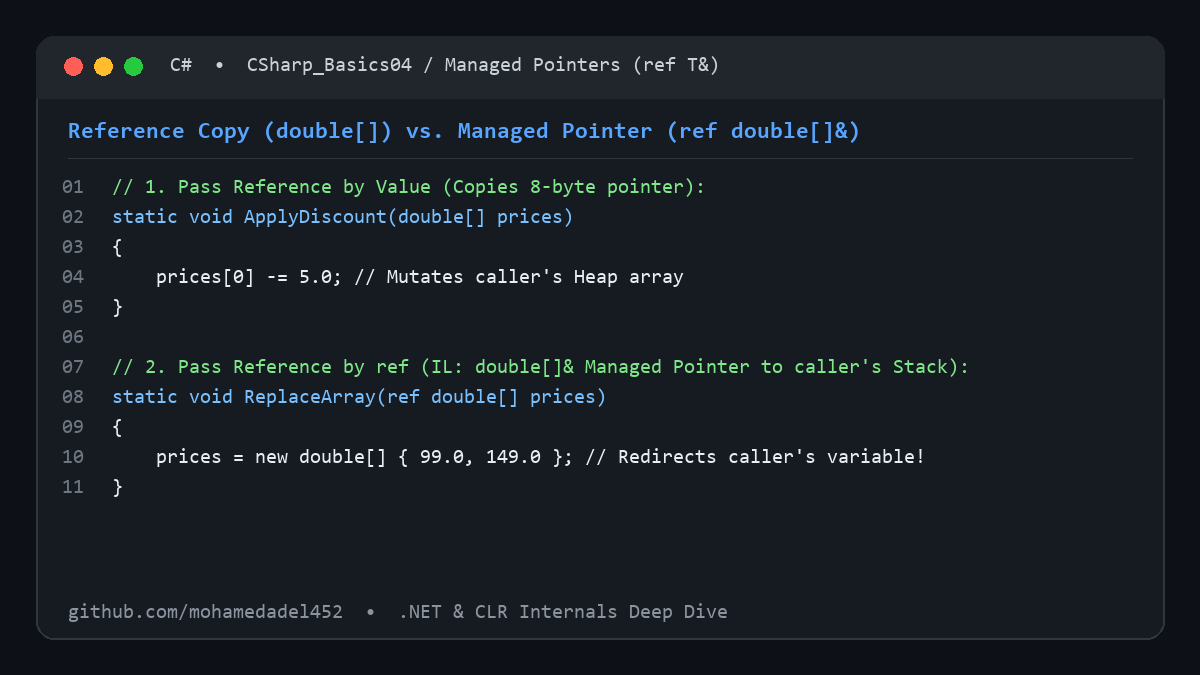 C# • CSharp_Basics04 / Managed Pointers (ref T&)
Reference Copy (double[]) vs. Managed Pointer (ref double[]&)
01 // 1. Pass Reference by Value (Copies 8-byte pointer):
02 static void ApplyDiscount(double[] prices)
03 {
04     prices[0] -= 5.0; // Mutates caller's Heap array
05 }
06
07 // 2. Pass Reference by ref (IL: double[]& Managed Pointer to caller's Stack):
08 static void ReplaceArray(ref double[] prices)
09 {
10     prices = new double[] { 99.0, 149.0 }; // Redirects caller's variable!
11 }
github.com/mohamedadel452 • .NET & CLR Internals Deep Dive